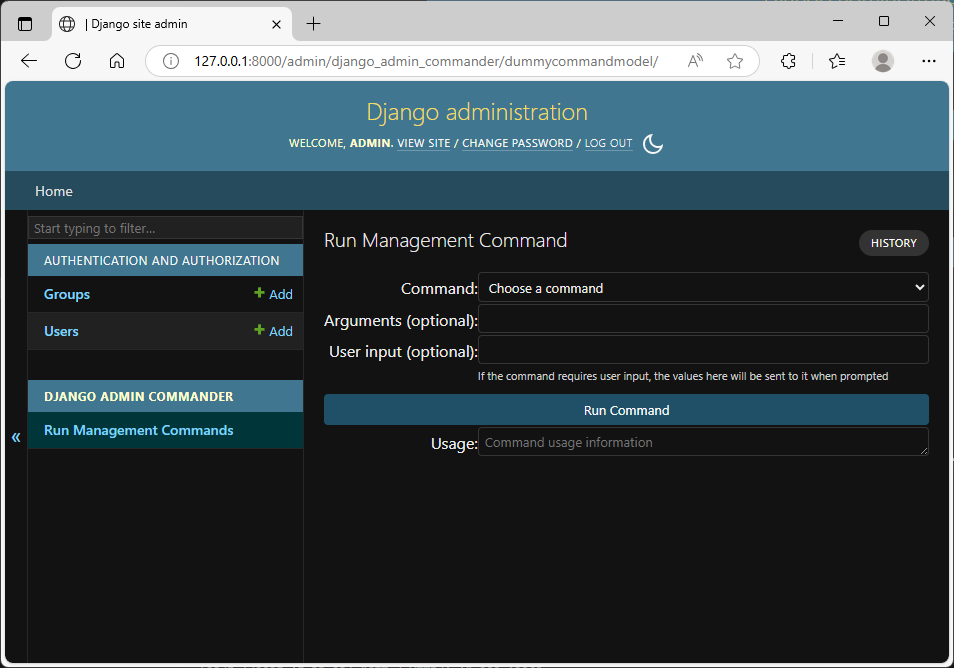 | Django site admin
127.0.0.1:8000/admin/django_admin_commander/dummycommandmodel/
Django administration
WELCOME, ADMIN. VIEW SITE / CHANGE PASSWORD / LOG OUT
Home
Start typing to filter...
AUTHENTICATION AND AUTHORIZATION
Groups
Add
Users
Add
DJANGO ADMIN COMMANDER
Run Management Commands
«
Run Management Command
HISTORY
Command: Choose a command
Arguments (optional):
User input (optional):
If the command requires user input, the values here will be sent to it when prompted
Run Command
Usage: Command usage information